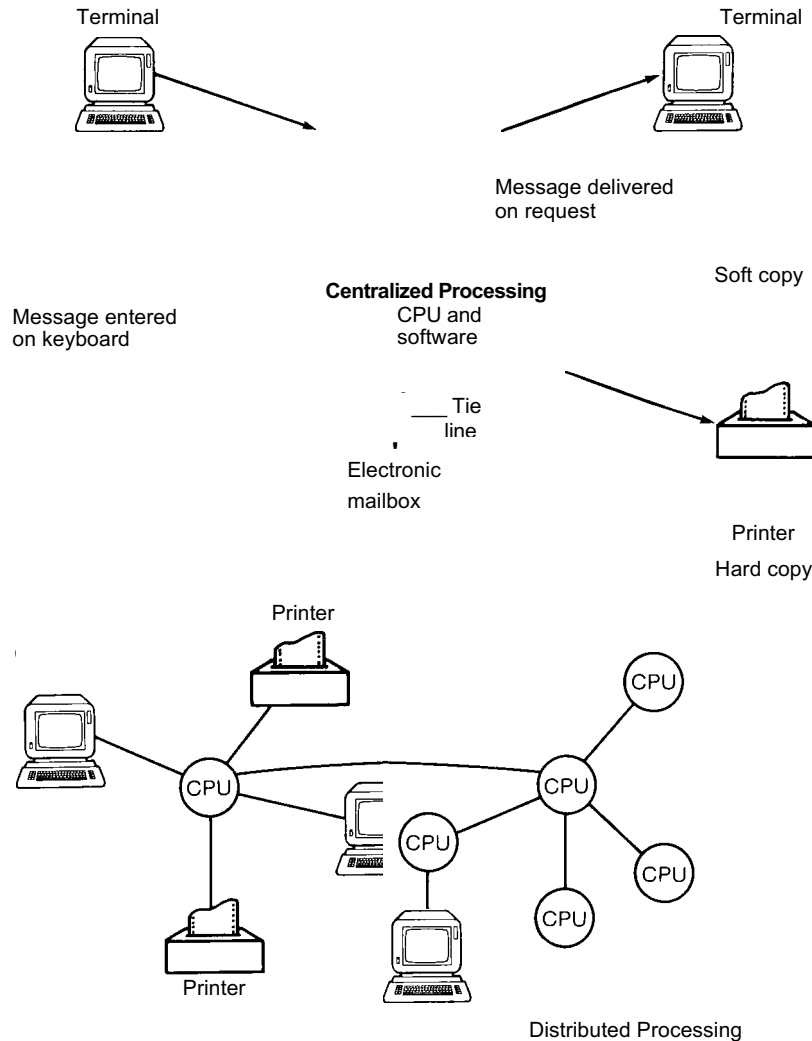 Terminal
Terminal
Message delivered
on request
Soft copy
Centralized Processing
CPU and
software
Message entered
on keyboard
___ Tie
line
Electronic
mailbox
Printer
Hard copy
Printer
CPU
CPU
CPU
CPU
CPU
CPU
Printer
Distributed Processing